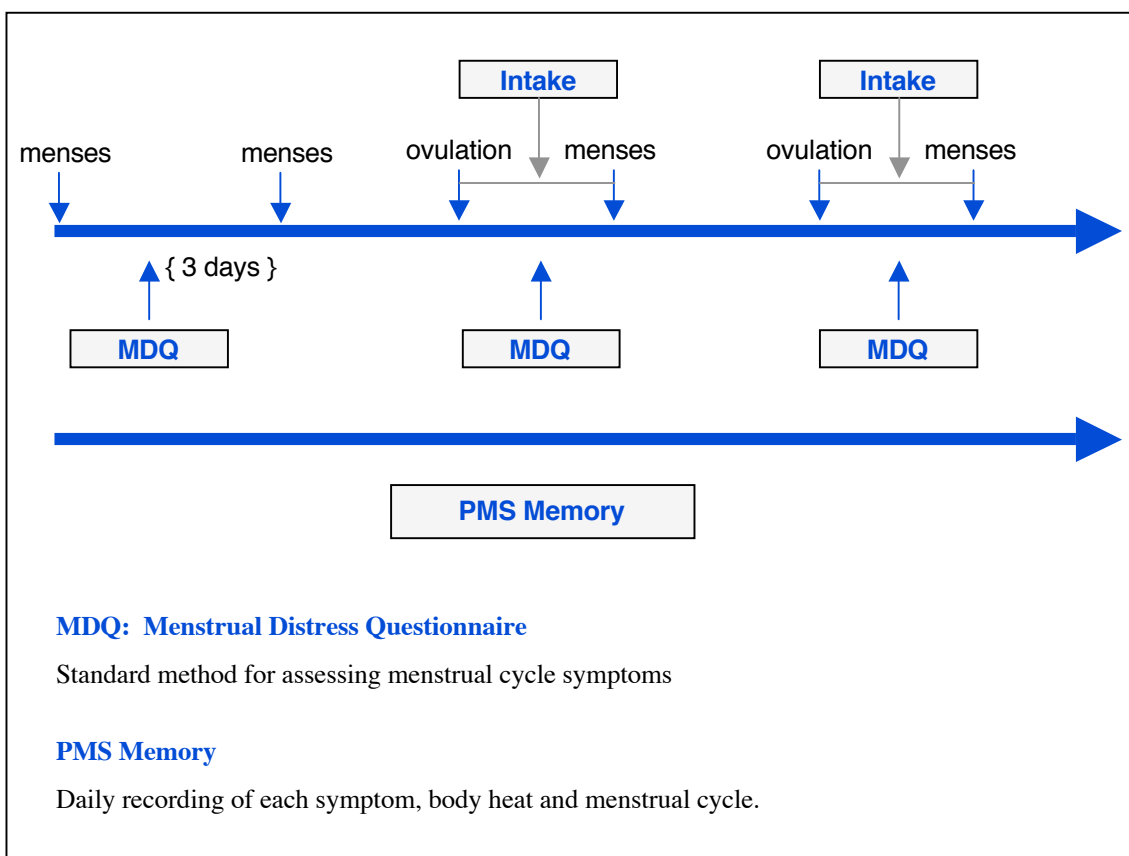 Intake Intake
menses menses ovulation menses ovulation menses
{ 3 days }
MDQ MDQ MDQ
PMS Memory
MDQ: Menstrual Distress Questionnaire
Standard method for assessing menstrual cycle symptoms
PMS Memory
Daily recording of each symptom, body heat and menstrual cycle.